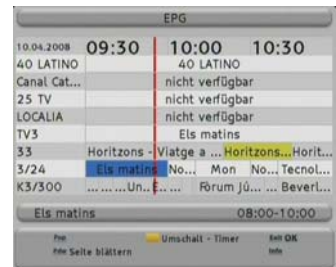 EPG
10.04.2008 09:30 10:00 10:30
40 LATINO 40 LATINO
Canal Cat... nicht verfügbar
25 TV nicht verfügbar
LOCALIA nicht verfügbar
TV3 Els matins
33 Horitzons - Viatge a ... Horitzons... Horit...
3/24 Els matins No... Mon No... Tecnol...
K3/300 ... ... ... Un.. E... ... Fòrum jú... ... Beverl...
Els matins 08:00-10:00
Umschalt - Timer Exit OK
Seite blättern Info